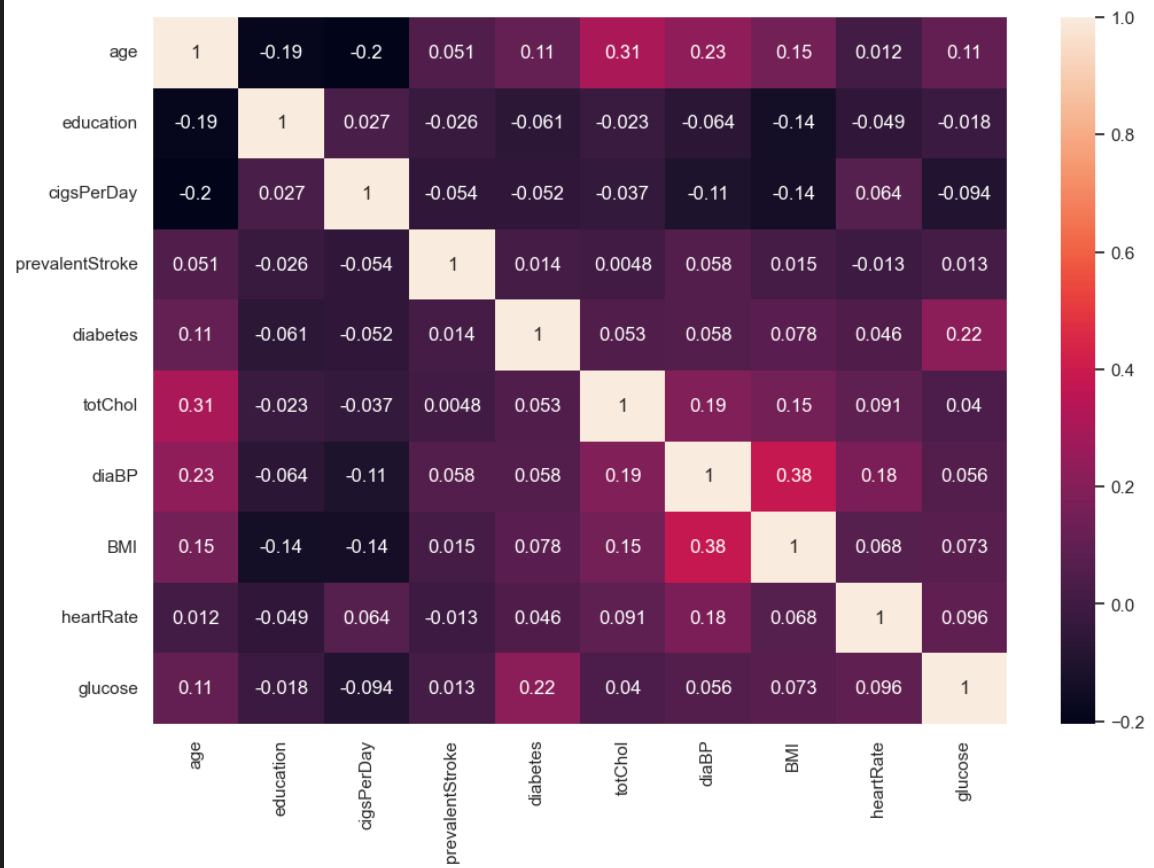 age 1 -0.19 -0.2 0.051 0.11 0.31 0.23 0.15 0.012 0.11
education -0.19 1 0.027 -0.026 -0.061 -0.023 -0.064 -0.14 -0.049 -0.018
cigsPerDay -0.2 0.027 1 -0.054 -0.052 -0.037 -0.11 -0.14 0.064 -0.094
prevalentStroke 0.051 -0.026 -0.054 1 0.014 0.0048 0.058 0.015 -0.013 0.013
diabetes 0.11 -0.061 -0.052 0.014 1 0.053 0.058 0.078 0.046 0.22
totChol 0.31 -0.023 -0.037 0.0048 0.053 1 0.19 0.15 0.091 0.04
diaBP 0.23 -0.064 -0.11 0.058 0.058 0.19 1 0.38 0.18 0.056
BMI 0.15 -0.14 -0.14 0.015 0.078 0.15 0.38 1 0.068 0.073
heartRate 0.012 -0.049 0.064 -0.013 0.046 0.091 0.18 0.068 1 0.096
glucose 0.11 -0.018 -0.094 0.013 0.22 0.04 0.056 0.073 0.096 1
age education cigsPerDay prevalentStroke diabetes totChol diaBP BMI heartRate glucose
1.0
0.8
0.6
0.4
0.2
0.0
−0.2